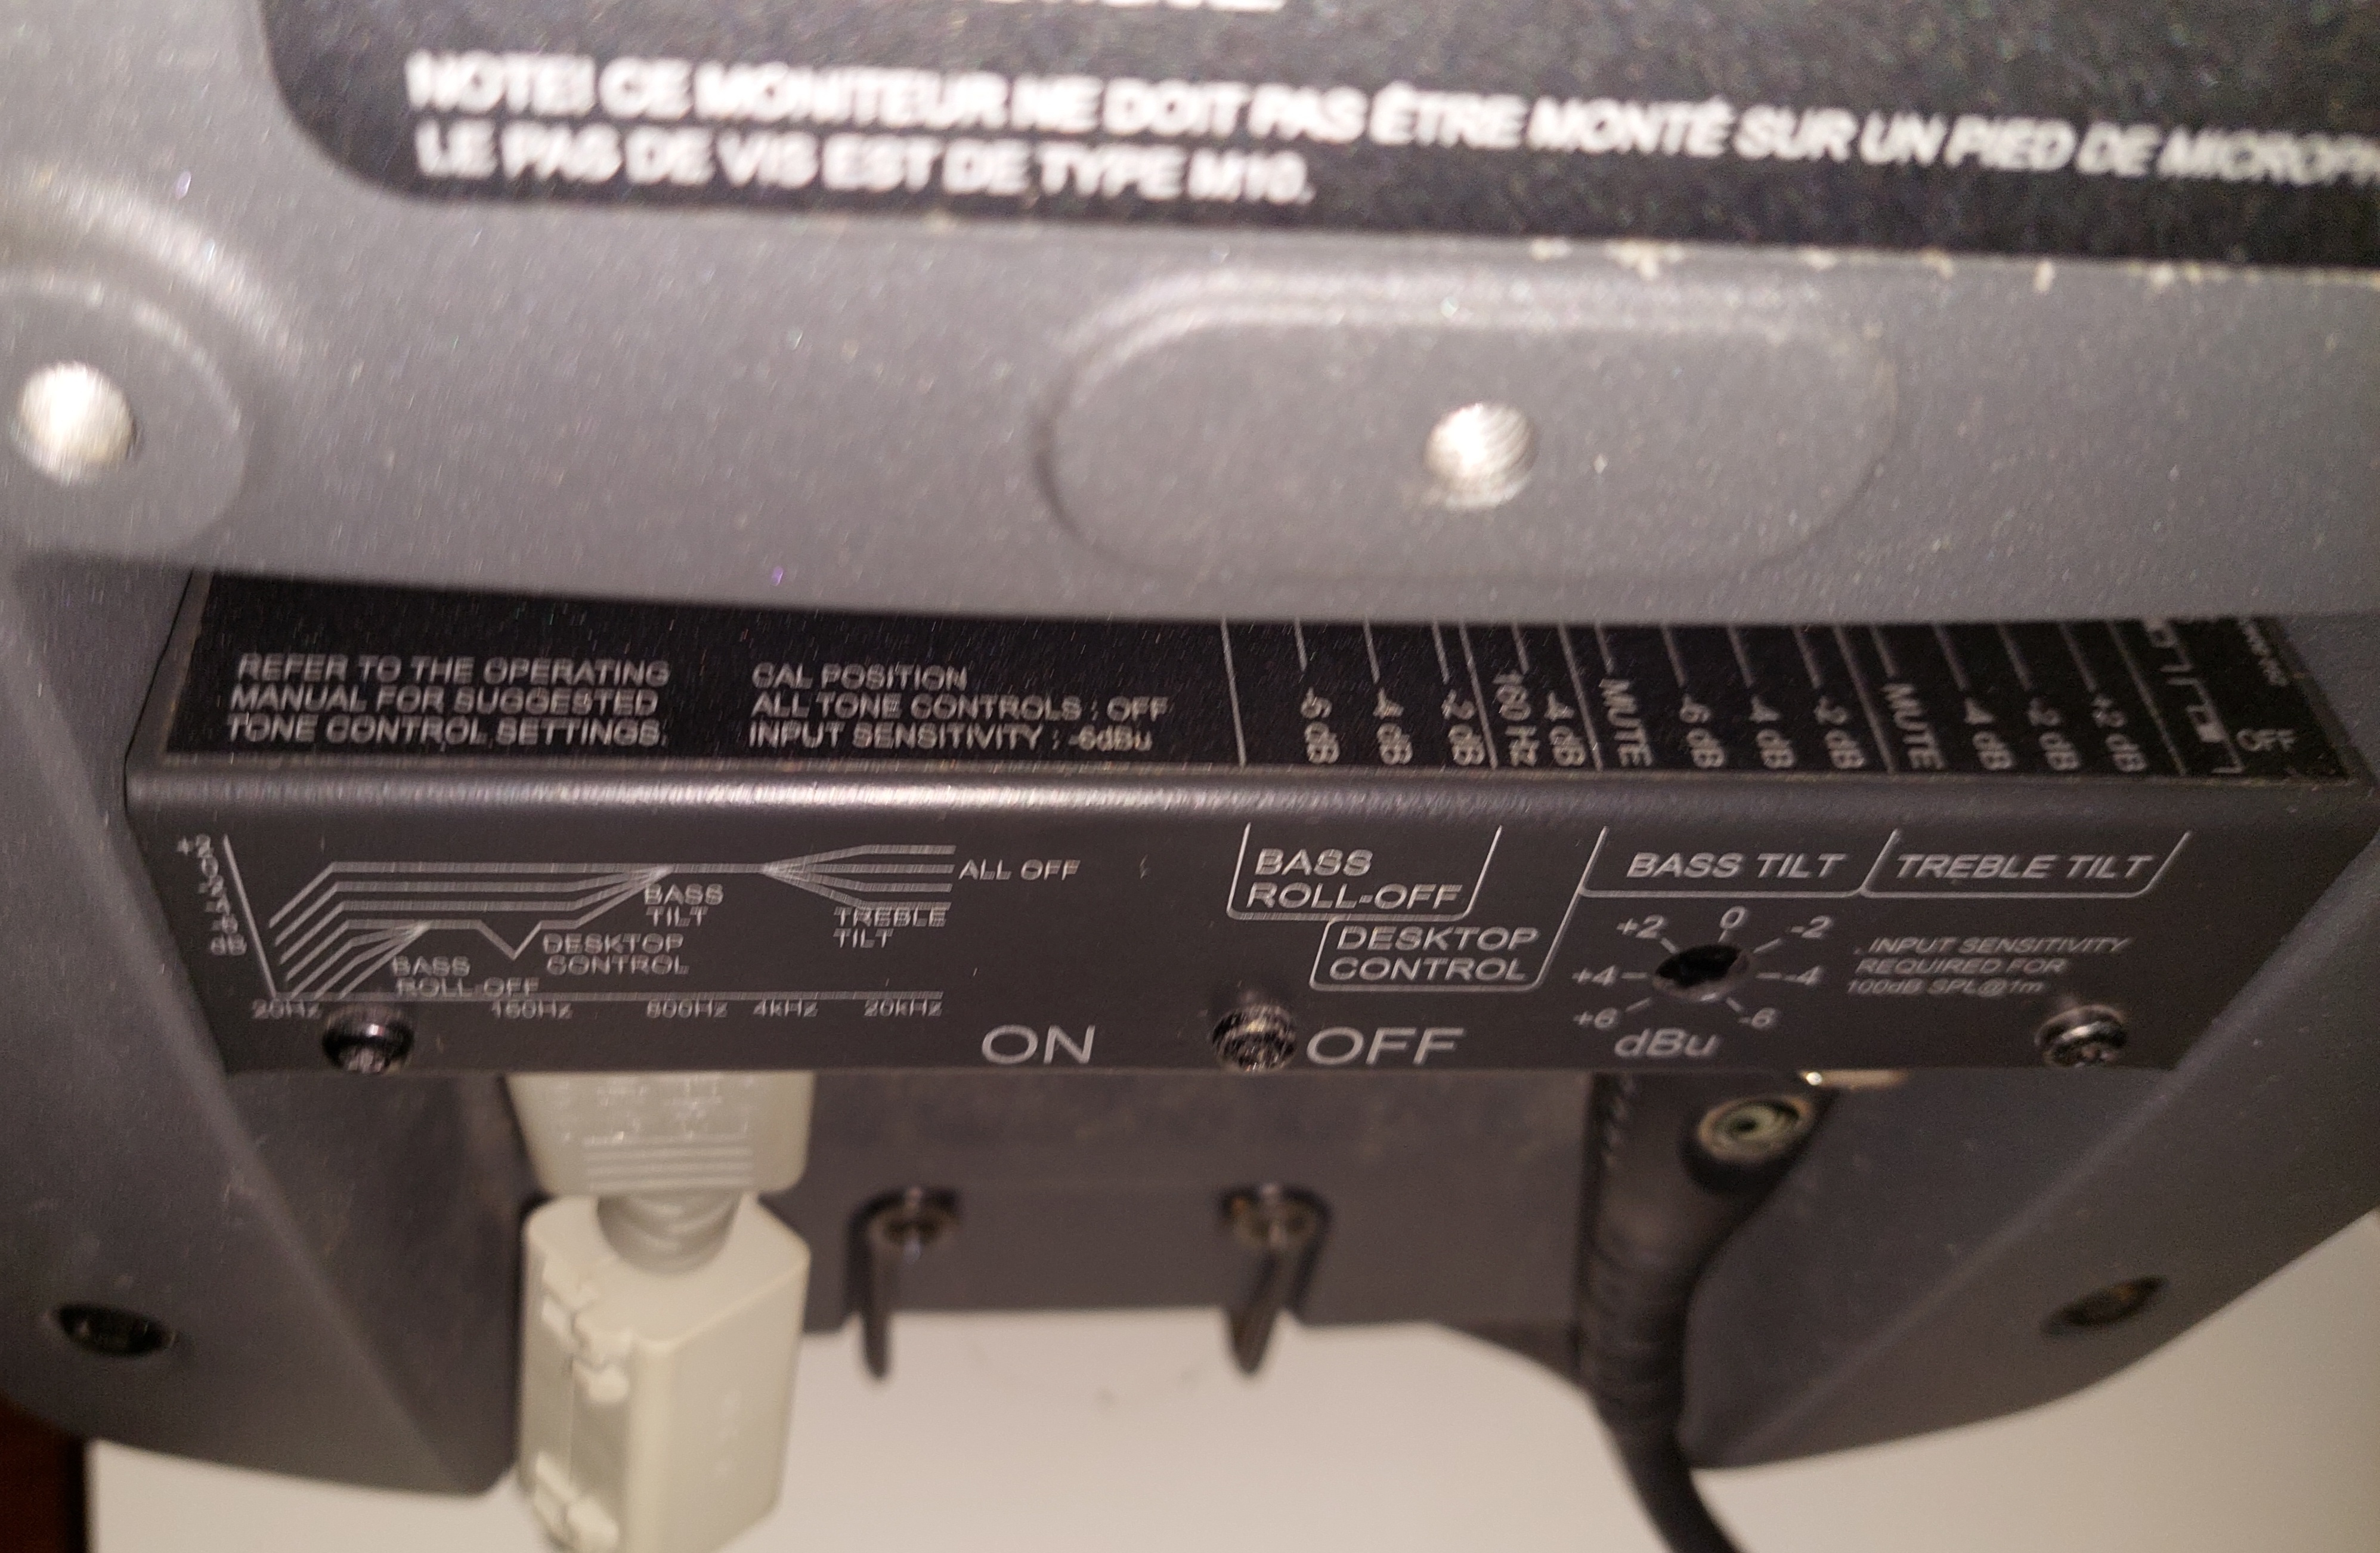 NOTE! CE MONITEUR NE DOIT PAS ÊTRE MONTÉ SUR UN PIED DE
LE PAS DE VIS EST DE TYPE M10.
REFER TO THE OPERATING
MANUAL FOR SUGGESTED
TONE CONTROL SETTINGS.
CAL POSITION
ALL TONE CONTROLS : OFF
INPUT SENSITIVITY : -6dBu
-6 dB
-4 dB
-2 dB
160 Hz
-4 dB
MUTE
-6 dB
-4 dB
-2 dB
MUTE
-4 dB
-2 dB
+2 dB
OFF
+2
0
-2
-4
-6
dB
ALL OFF
BASS
TILT
TREBLE
TILT
DESKTOP
CONTROL
BASS
ROLL-OFF
20Hz 160Hz 800Hz 4kHz 20kHz
ON
OFF
BASS
ROLL-OFF
DESKTOP
CONTROL
BASS TILT
TREBLE TILT
+2 0 -2
+4 -4
+6 -6
dBu
INPUT SENSITIVITY
REQUIRED FOR
100dB SPL@1m